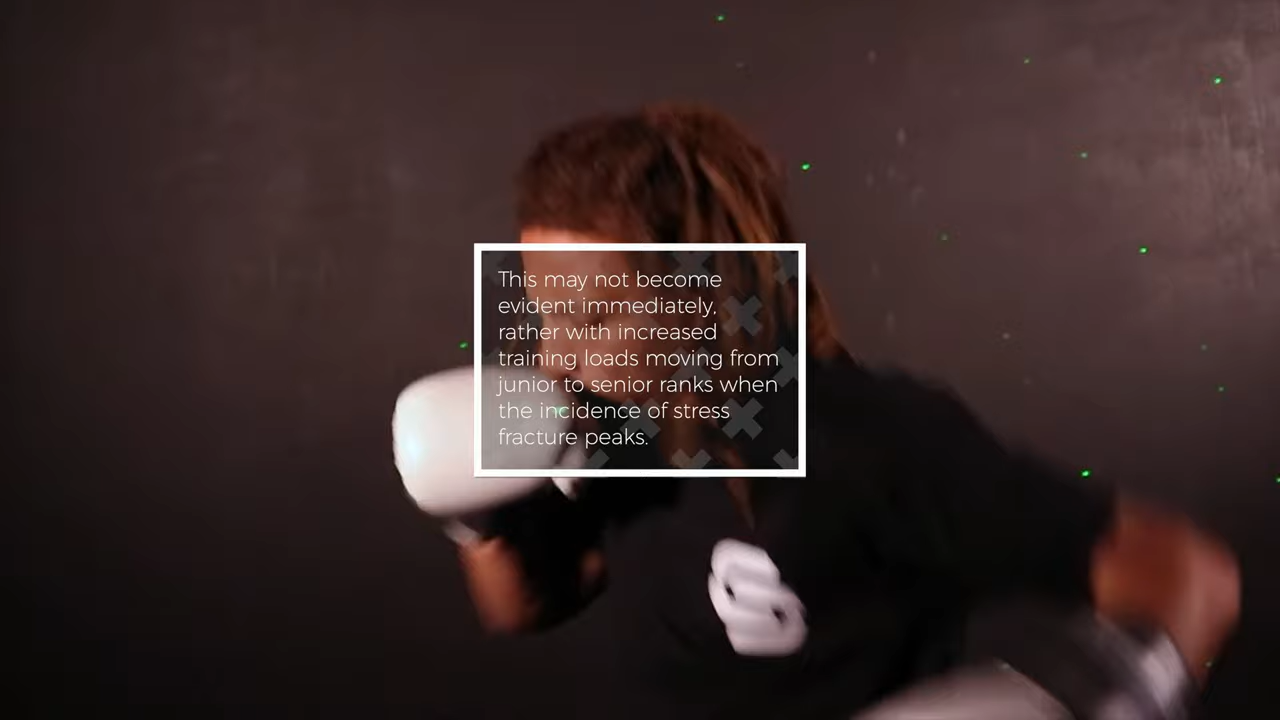 This may not become
evident immediately,
rather with increased
training loads moving from
junior to senior ranks when
the incidence of stress
fracture peaks.